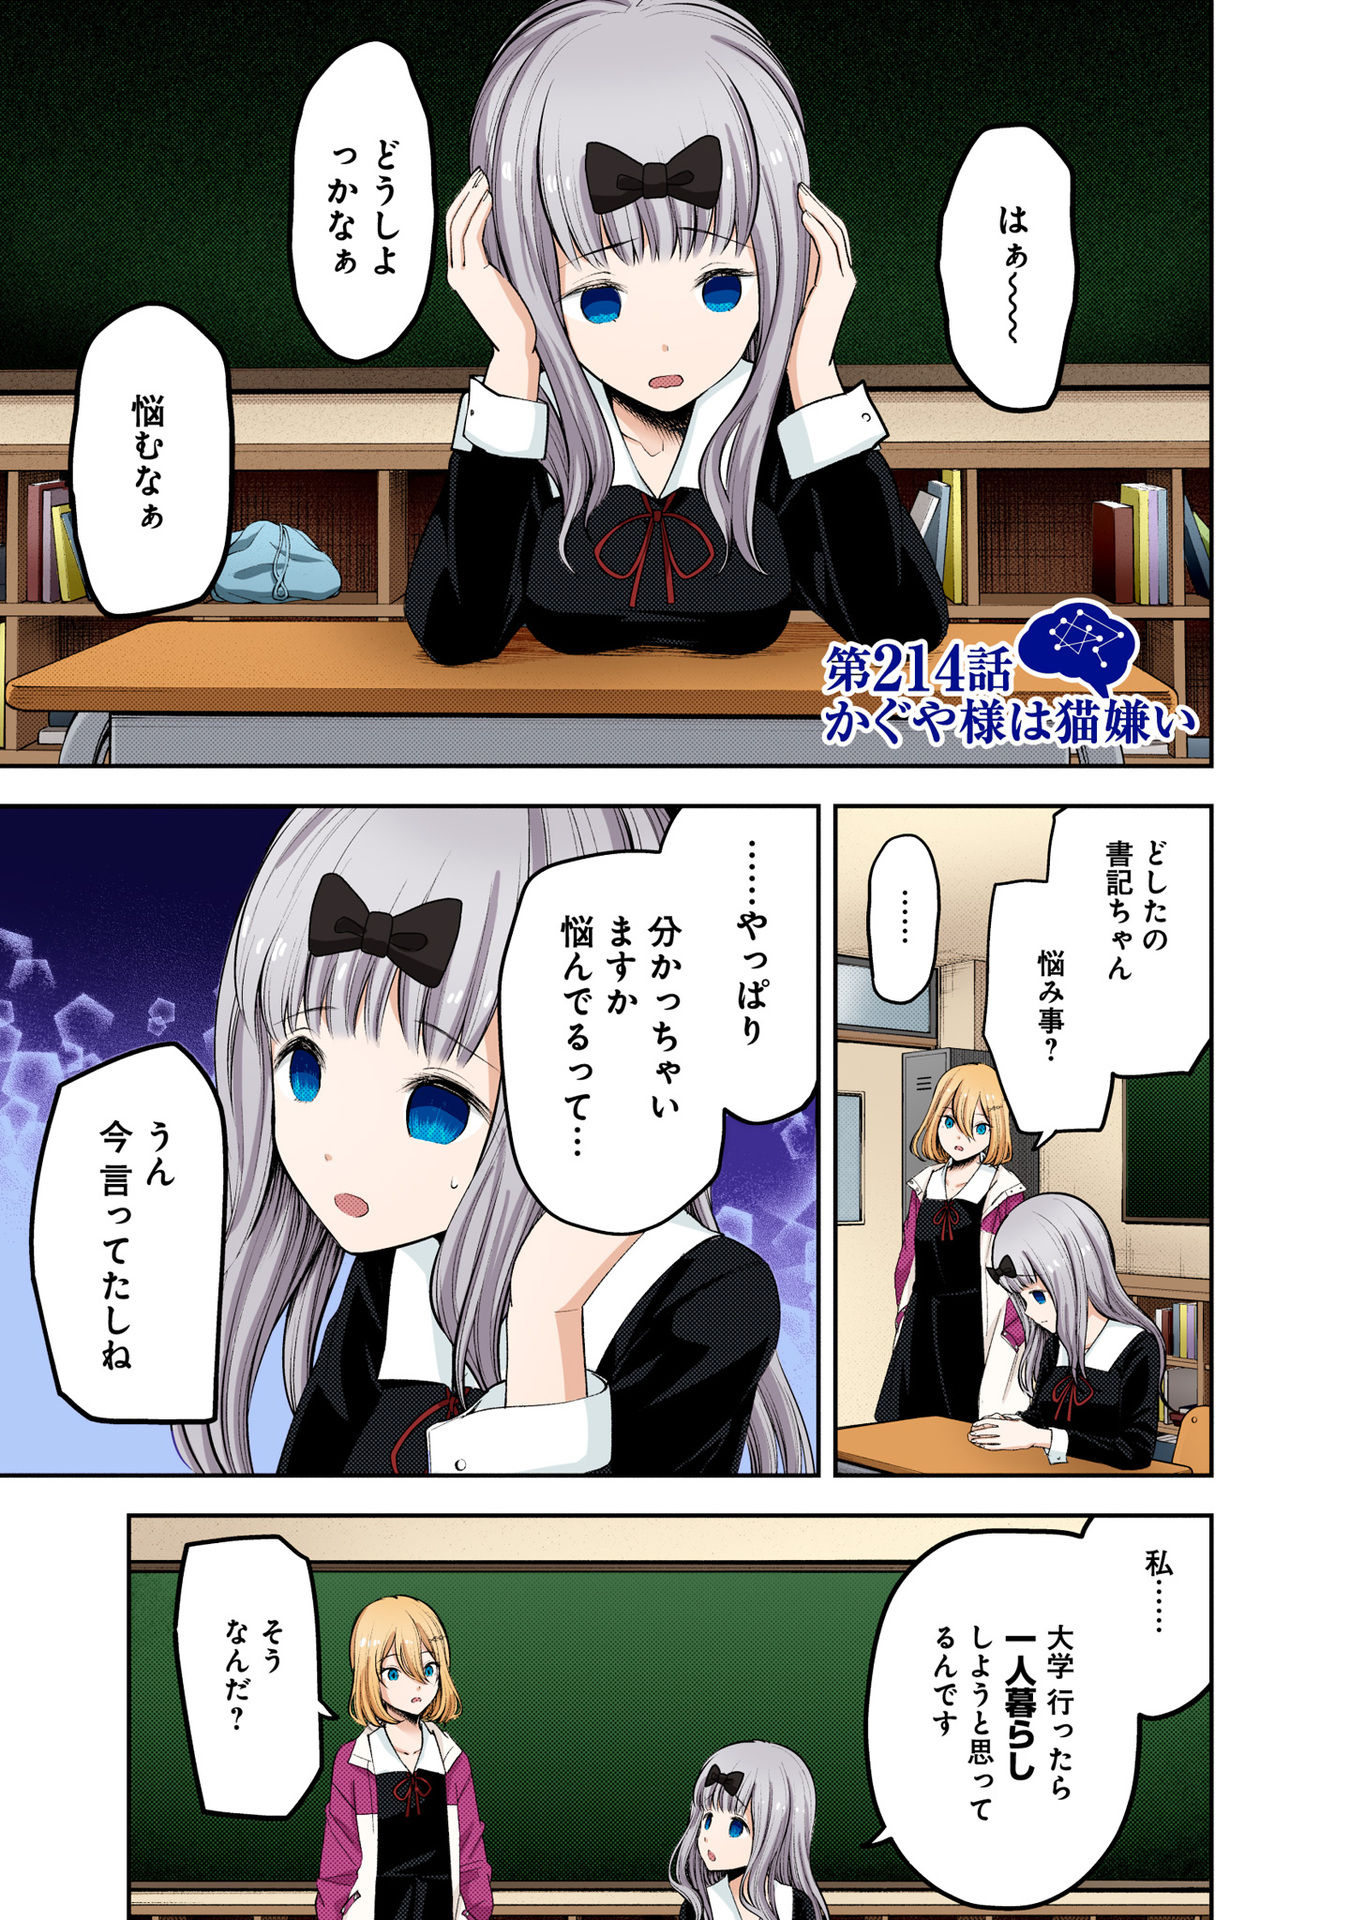 はぁ〜〜〜
どうしよ
っかなぁ
悩むなぁ
第214話
かぐや様は猫嫌い
どしたの
書記ちゃん
悩み事？
……
……やっぱり
分かっちゃい
ますか
悩んでるって…
うん
今言ってたしね
私……
大学行ったら
一人暮らし
しようと思って
るんです
そう
なんだ？